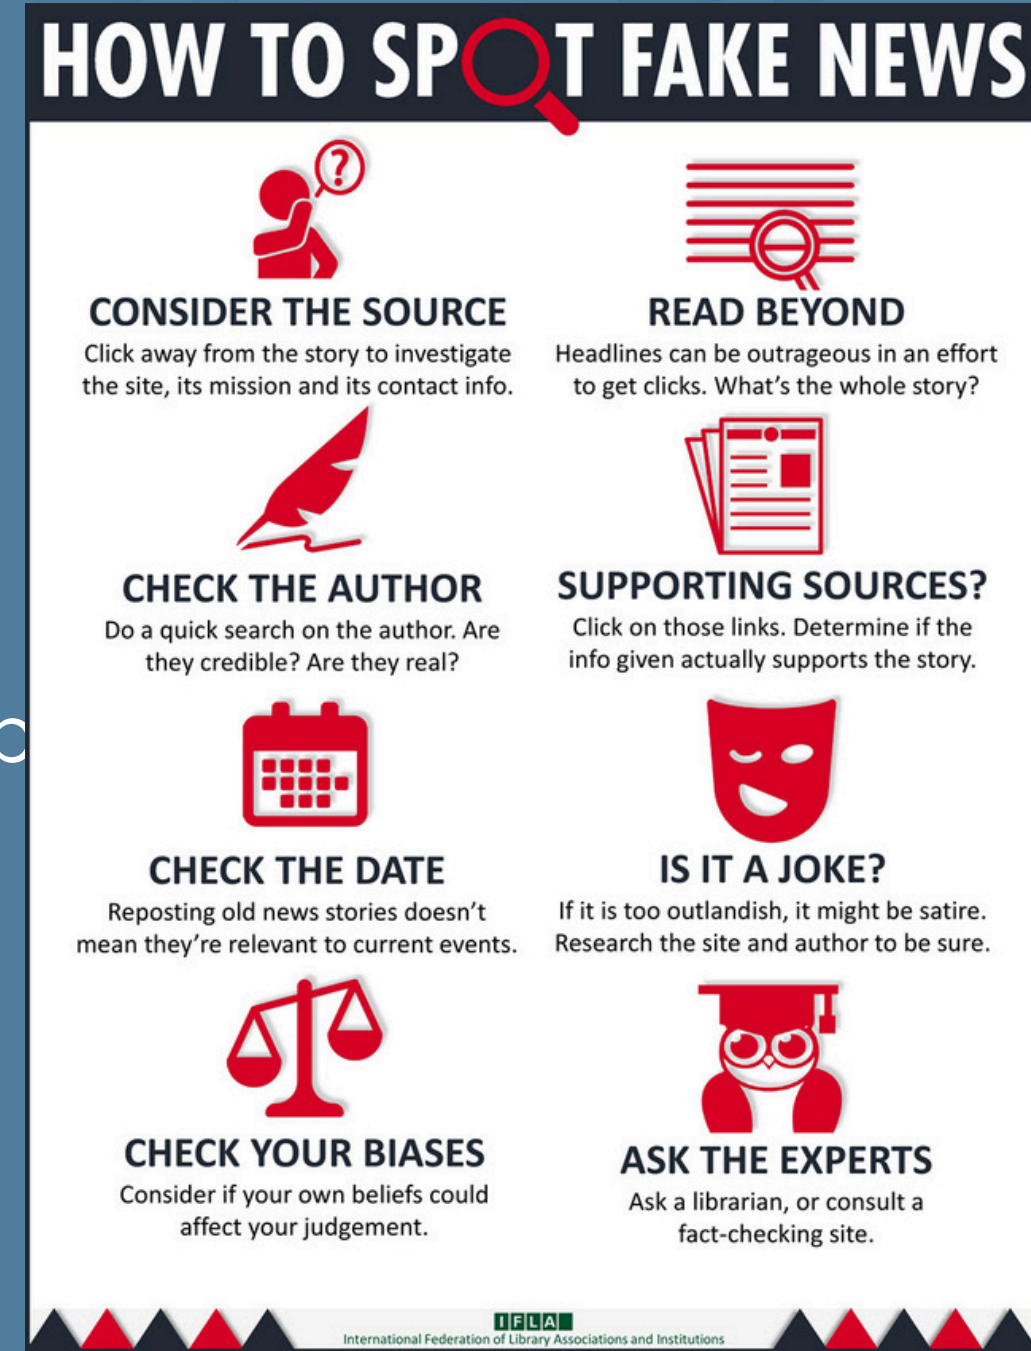 HOW TO SPOT FAKE NEWS
?
CONSIDER THE SOURCE
Click away from the story to investigate
the site, its mission and its contact info.
READ BEYOND
Headlines can be outrageous in an effort
to get clicks. What's the whole story?
CHECK THE AUTHOR
Do a quick search on the author. Are
they credible? Are they real?
SUPPORTING SOURCES?
Click on those links. Determine if the
info given actually supports the story.
CHECK THE DATE
Reposting old news stories doesn't
mean they're relevant to current events.
IS IT A JOKE?
If it is too outlandish, it might be satire.
Research the site and author to be sure.
CHECK YOUR BIASES
Consider if your own beliefs could
affect your judgement.
ASK THE EXPERTS
Ask a librarian, or consult a
fact-checking site.
IFLA
International Federation of Library Associations and Institutions